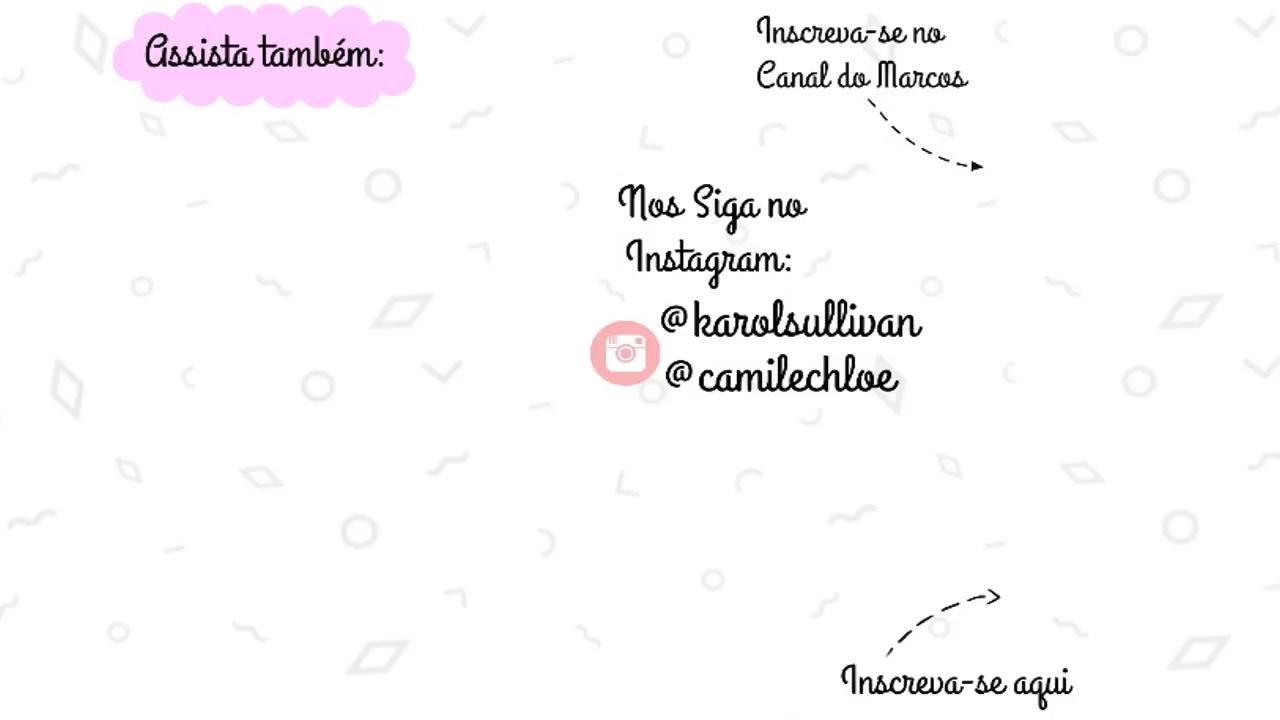 Assista também:
Inscreva-se no
Canal do Marcos
Nos Siga no
Instagram:
@karolsullivan
@camilechloe
Inscreva-se aqui